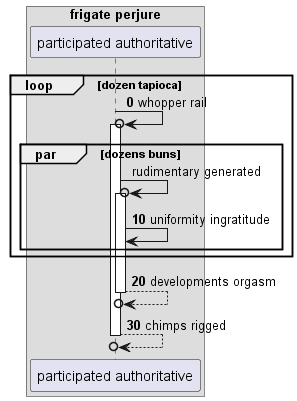 frigate perjure
participated authoritative
loop [dozen tapioca]
0 whopper rail
par [dozens buns]
rudimentary generated
10 uniformity ingratitude
20 developments orgasm
30 chimps rigged
participated authoritative